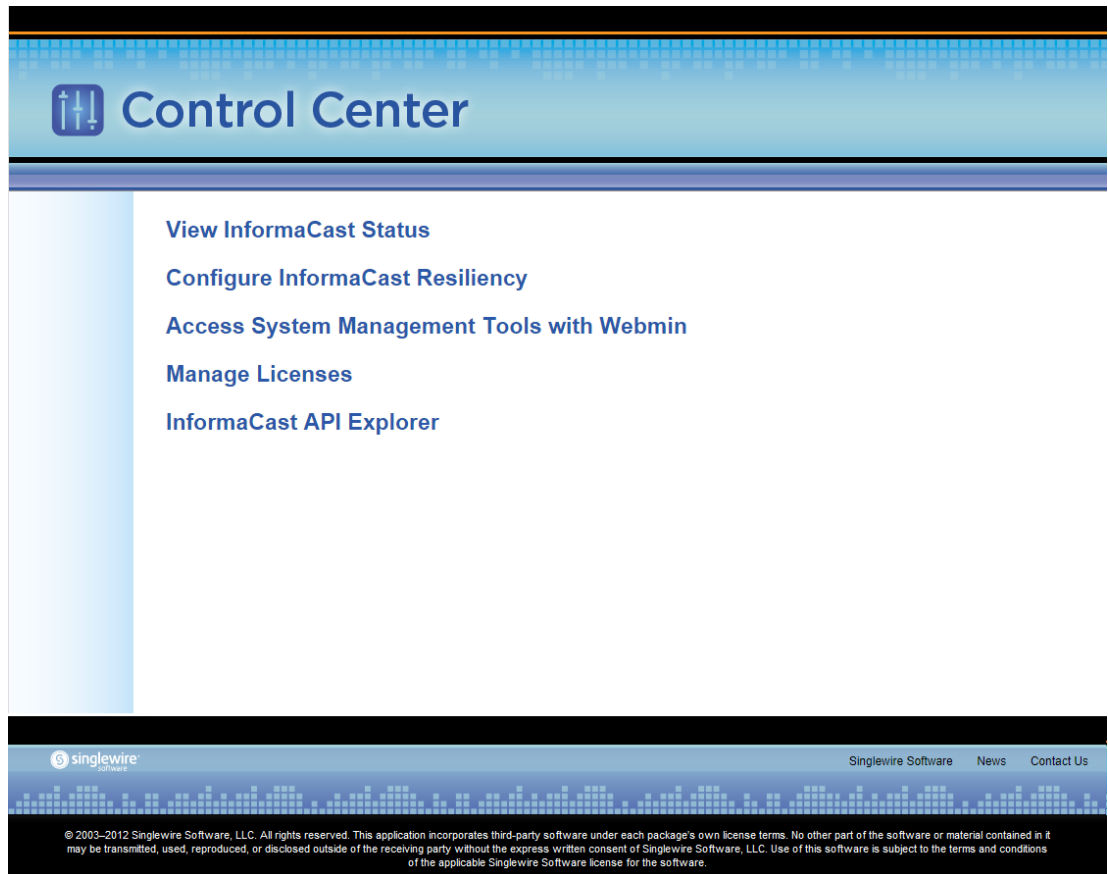 Control Center
View InformaCast Status
Configure InformaCast Resiliency
Access System Management Tools with Webmin
Manage Licenses
InformaCast API Explorer
singlewire
software
Singlewire Software News Contact Us
© 2003–2012 Singlewire Software, LLC. All rights reserved. This application incorporates third-party software under each package's own license terms. No other part of the software or material contained in it
may be transmitted, used, reproduced, or disclosed outside of the receiving party without the express written consent of Singlewire Software, LLC. Use of this software is subject to the terms and conditions
of the applicable Singlewire Software license for the software.